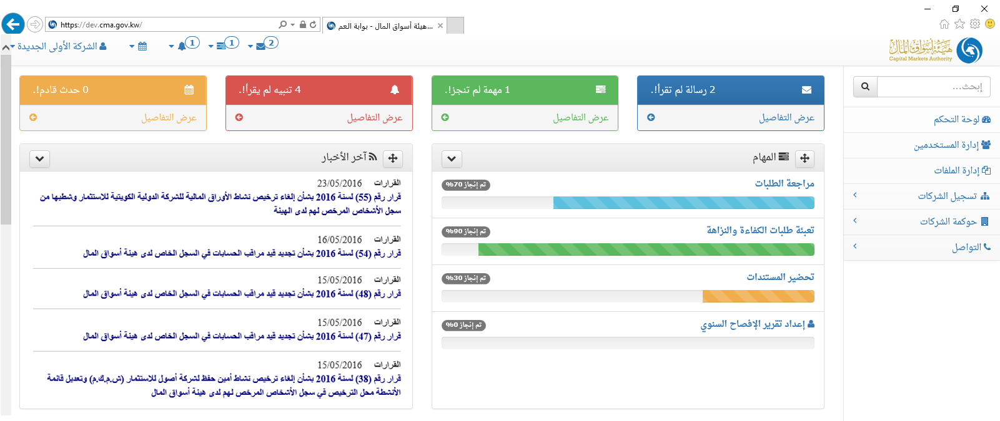 https://dev.cma.gov.kw/
هيئة أسواق المال - بوابة العم...
هيئة أسواق المال
Capital Markets Authority
2
1
1
الشركة الأولى الجديدة
إبحث...
لوحة التحكم
إدارة المستخدمين
إدارة الملفات
تسجيل الشركات
حوكمة الشركات
التواصل
2 رسالة لم تقرأ!.
عرض التفاصيل
1 مهمة لم تنجز!.
عرض التفاصيل
4 تنبيه لم يقرأ!.
عرض التفاصيل
0 حدث قادم!.
عرض التفاصيل
المهام
مراجعة الطلبات
تم إنجاز 70%
تعبئة طلبات الكفاءة والنزاهة
تم إنجاز 90%
تحضير المستندات
تم إنجاز 30%
إعداد تقرير الإفصاح السنوي
تم إنجاز 0%
آخر الأخبار
القرارات 23/05/2016
قرار رقم (55) لسنة 2016 بشأن إلغاء ترخيص نشاط الأوراق المالية للشركة الدولية الكويتية للاستثمار وشطبها من
سجل الأشخاص المرخص لهم لدى الهيئة
القرارات 16/05/2016
قرار رقم (54) لسنة 2016 بشأن تجديد قيد مراقب الحسابات في السجل الخاص لدى هيئة أسواق المال
القرارات 15/05/2016
قرار رقم (48) لسنة 2016 بشأن تجديد قيد مراقب الحسابات في السجل الخاص لدى هيئة أسواق المال
القرارات 15/05/2016
قرار رقم (47) لسنة 2016 بشأن تجديد قيد مراقب الحسابات في السجل الخاص لدى هيئة أسواق المال
القرارات 15/05/2016
قرار رقم (38) لسنة 2016 بشأن إلغاء ترخيص نشاط أمين حفظ لشركة أصول للاستثمار (ش.م.ك.م) وتعديل قائمة
الأنشطة محل الترخيص في سجل الأشخاص المرخص لهم لدى هيئة أسواق المال